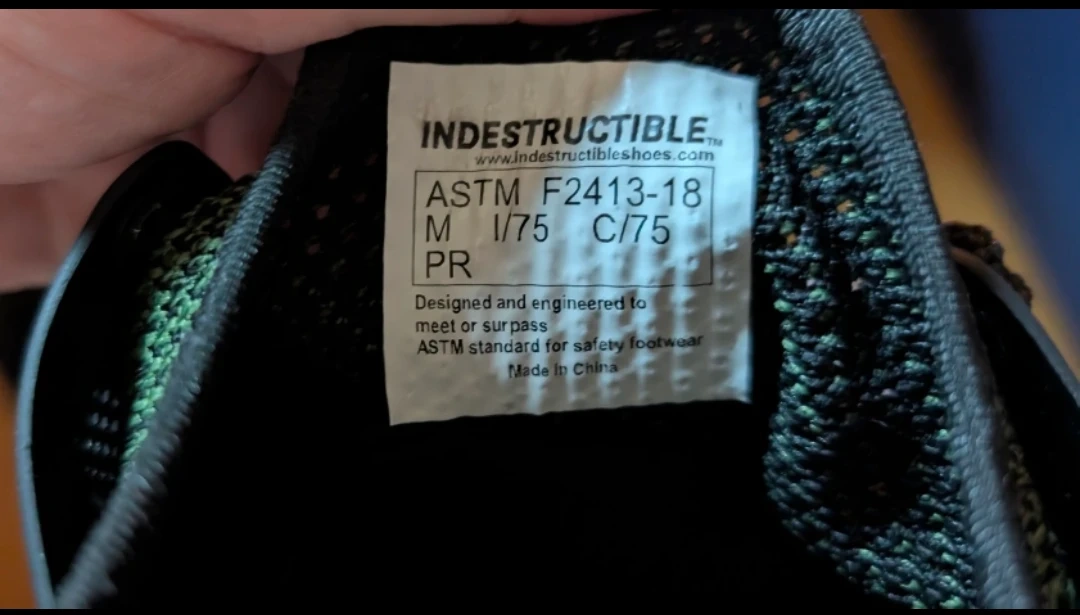 INDESTRUCTIBLE™
www.indestructibleshoes.com
ASTM F2413-18
M I/75 C/75
PR
Designed and engineered to
meet or surpass
ASTM standard for safety footwear
Made in China